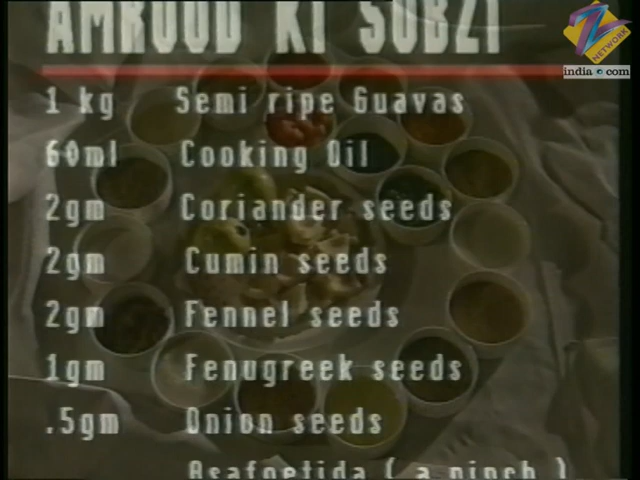 AMROOD KI SUBZI
Z NETWORK
india.com
1 kg Semi ripe Guavas
60ml Cooking Oil
2gm Coriander seeds
2gm Cumin seeds
2gm Fennel seeds
1gm Fenugreek seeds
.5gm Onion seeds
Asafoetida ( a pinch )